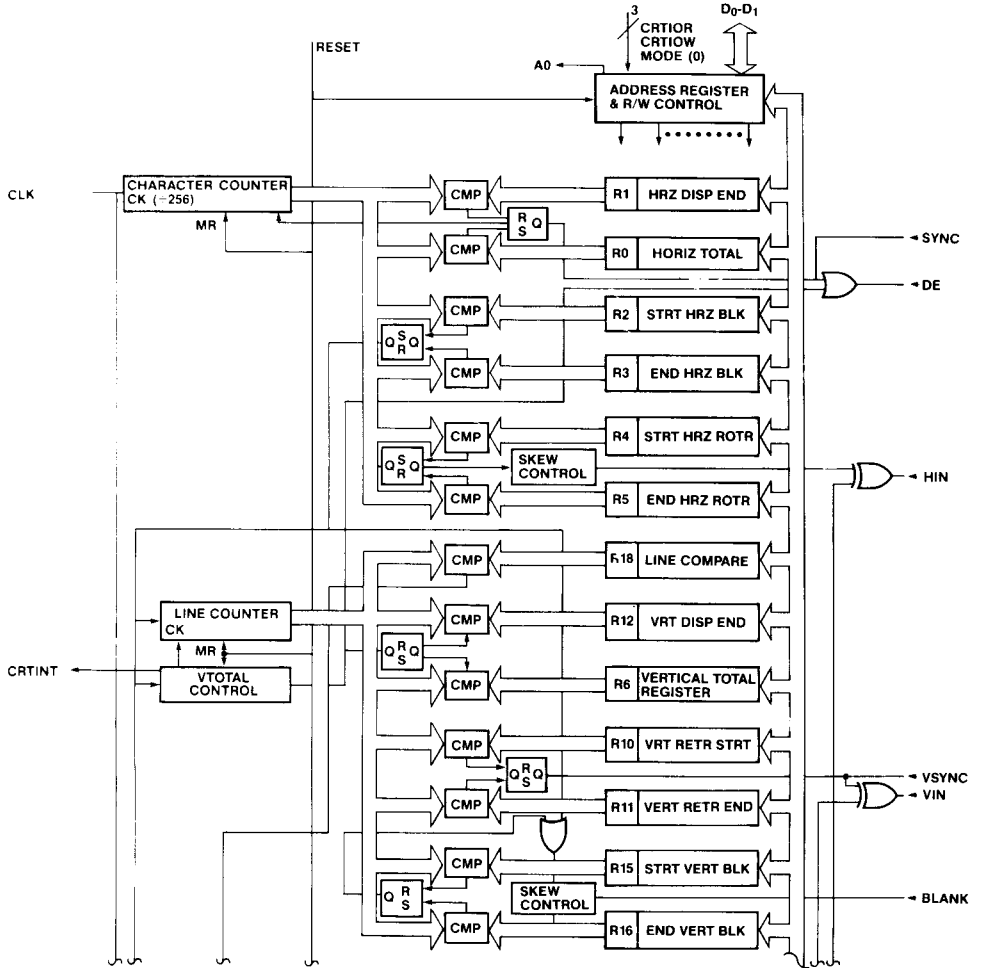 3
D0-D1
RESET
CRTIOR
CRTIOW
MODE (0)
A0
ADDRESS REGISTER
& R/W CONTROL
CLK
CHARACTER COUNTER
CK (÷256)
MR
CMP
R1 HRZ DISP END
R Q
S
CMP
R0 HORIZ TOTAL
SYNC
DE
CMP
R2 STRT HRZ BLK
Q S Q
R
CMP
R3 END HRZ BLK
CMP
R4 STRT HRZ ROTR
Q S Q
R
SKEW
CONTROL
HIN
CMP
R5 END HRZ ROTR
CMP
R18 LINE COMPARE
LINE COUNTER
CK
CMP
R12 VRT DISP END
MR
Q R
S
CRTINT
VTOTAL
CONTROL
CMP
R6 VERTICAL TOTAL
REGISTER
CMP
R10 VRT RETR STRT
Q R Q
S
VSYNC
VIN
CMP
R11 VERT RETR END
CMP
R15 STRT VERT BLK
Q R
S
SKEW
CONTROL
BLANK
CMP
R16 END VERT BLK